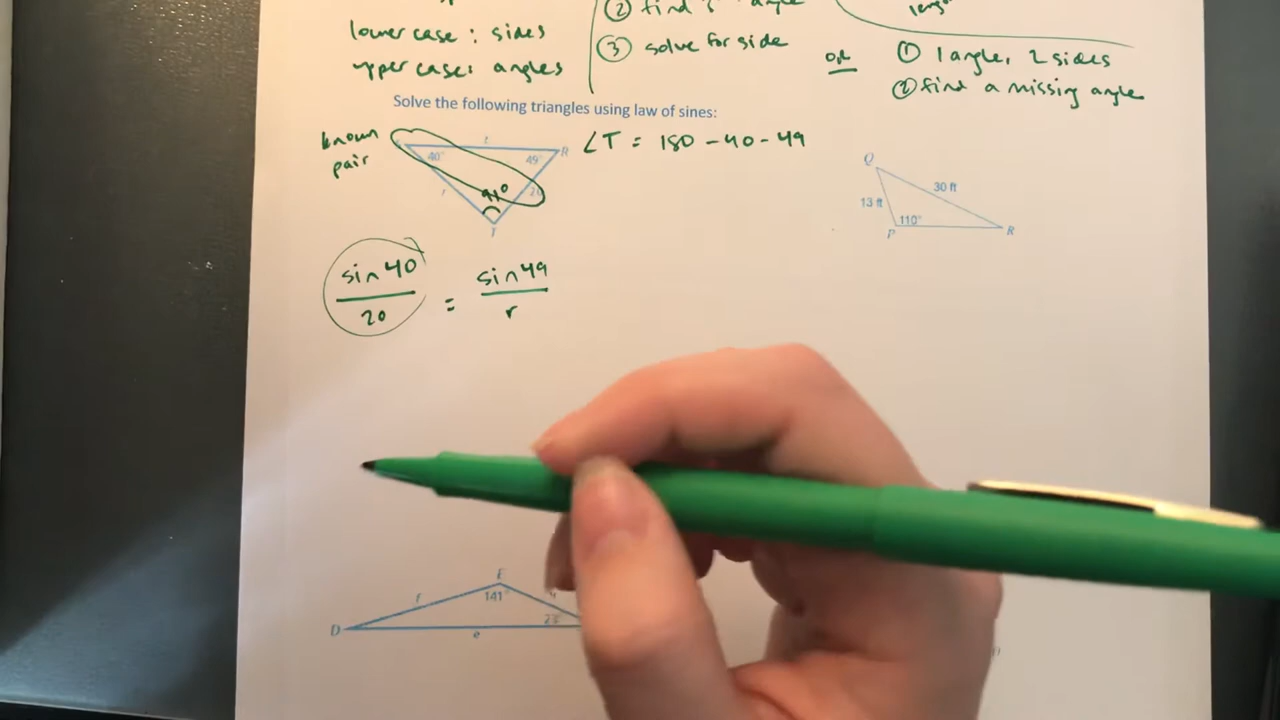 ② find
lower case : sides
③ solve for side
upper case: angles
or
① 1 angle, 2 sides
② find a missing angle
Solve the following triangles using law of sines:
known
pair
t
40°
49°
R
91°
T
∠T = 180 - 40 - 49
Q
30 ft
13 ft
110°
P
R
sin 40
20
=
sin 49
r
E
f
141°
23°
D
e